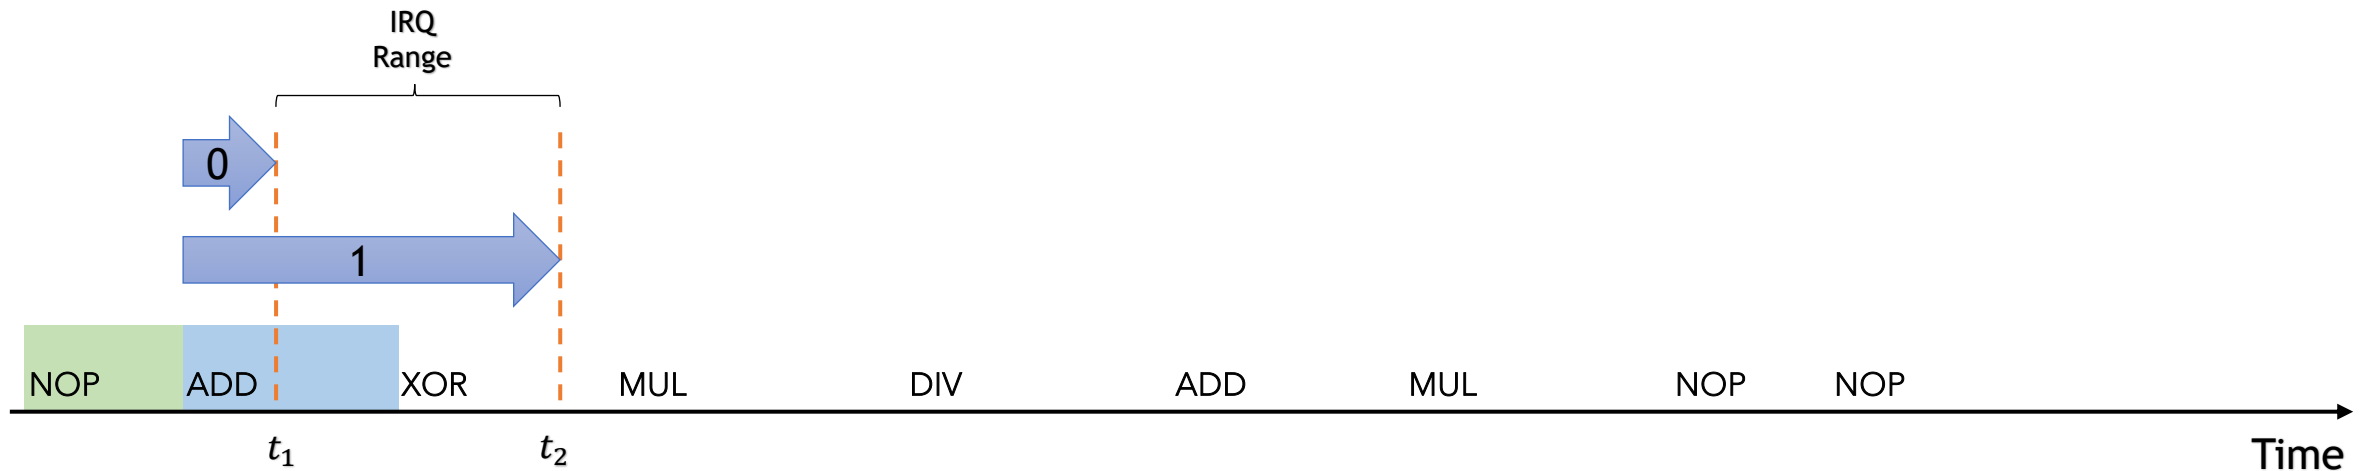 IRQ
Range
0
1
NOP ADD XOR MUL DIV ADD MUL NOP NOP
t₁ t₂
Time